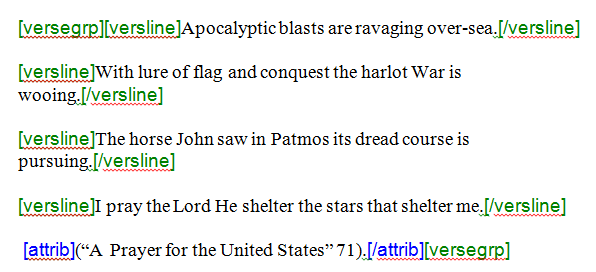 [versegrp][versline]Apocalyptic blasts are ravaging over-sea.[/versline]
[versline]With lure of flag and conquest the harlot War is
wooing.[/versline]
[versline]The horse John saw in Patmos its dread course is
pursuing.[/versline]
[versline]I pray the Lord He shelter the stars that shelter me.[/versline]
[attrib](“A Prayer for the United States” 71).[/attrib][versegrp]